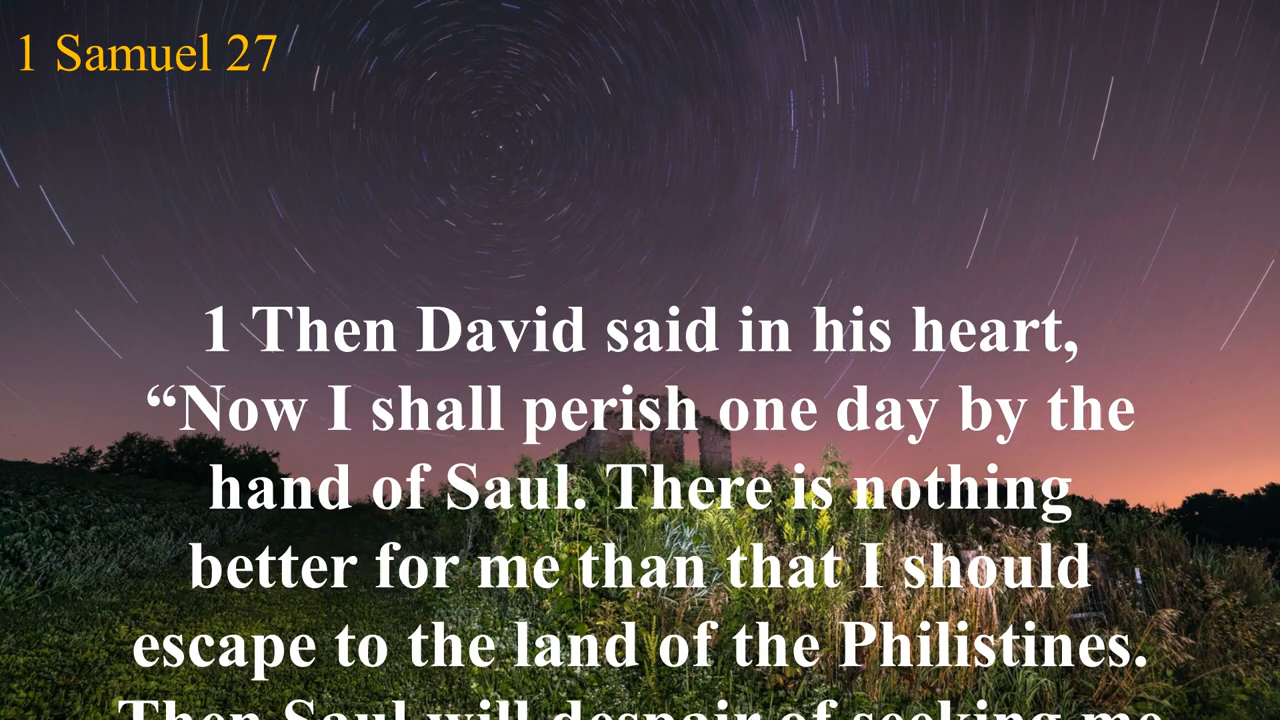 1 Samuel 27
1 Then David said in his heart,
“Now I shall perish one day by the
hand of Saul. There is nothing
better for me than that I should
escape to the land of the Philistines.
Then Saul will despair of seeking me